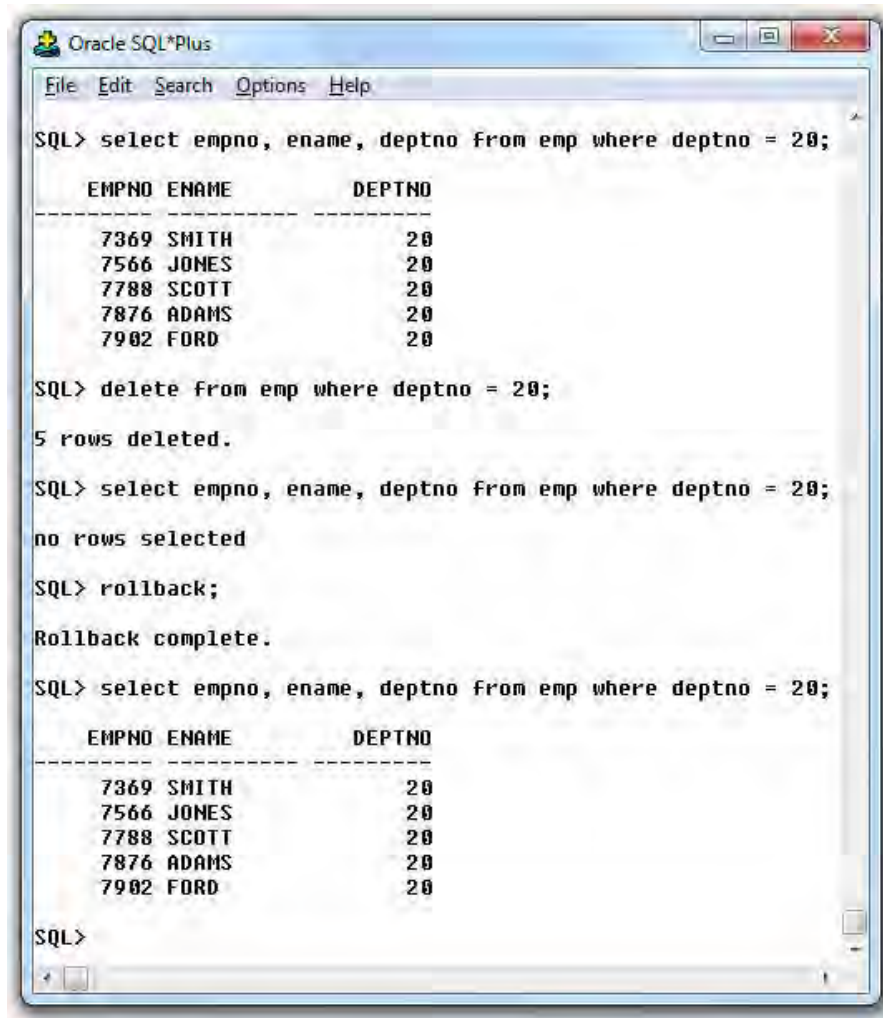 Oracle SQL*Plus
File Edit Search Options Help
SQL> select empno, ename, deptno from emp where deptno = 20;
EMPNO ENAME DEPTNO
--------- ---------- ---------
7369 SMITH 20
7566 JONES 20
7788 SCOTT 20
7876 ADAMS 20
7902 FORD 20
SQL> delete from emp where deptno = 20;
5 rows deleted.
SQL> select empno, ename, deptno from emp where deptno = 20;
no rows selected
SQL> rollback;
Rollback complete.
SQL> select empno, ename, deptno from emp where deptno = 20;
EMPNO ENAME DEPTNO
--------- ---------- ---------
7369 SMITH 20
7566 JONES 20
7788 SCOTT 20
7876 ADAMS 20
7902 FORD 20
SQL>